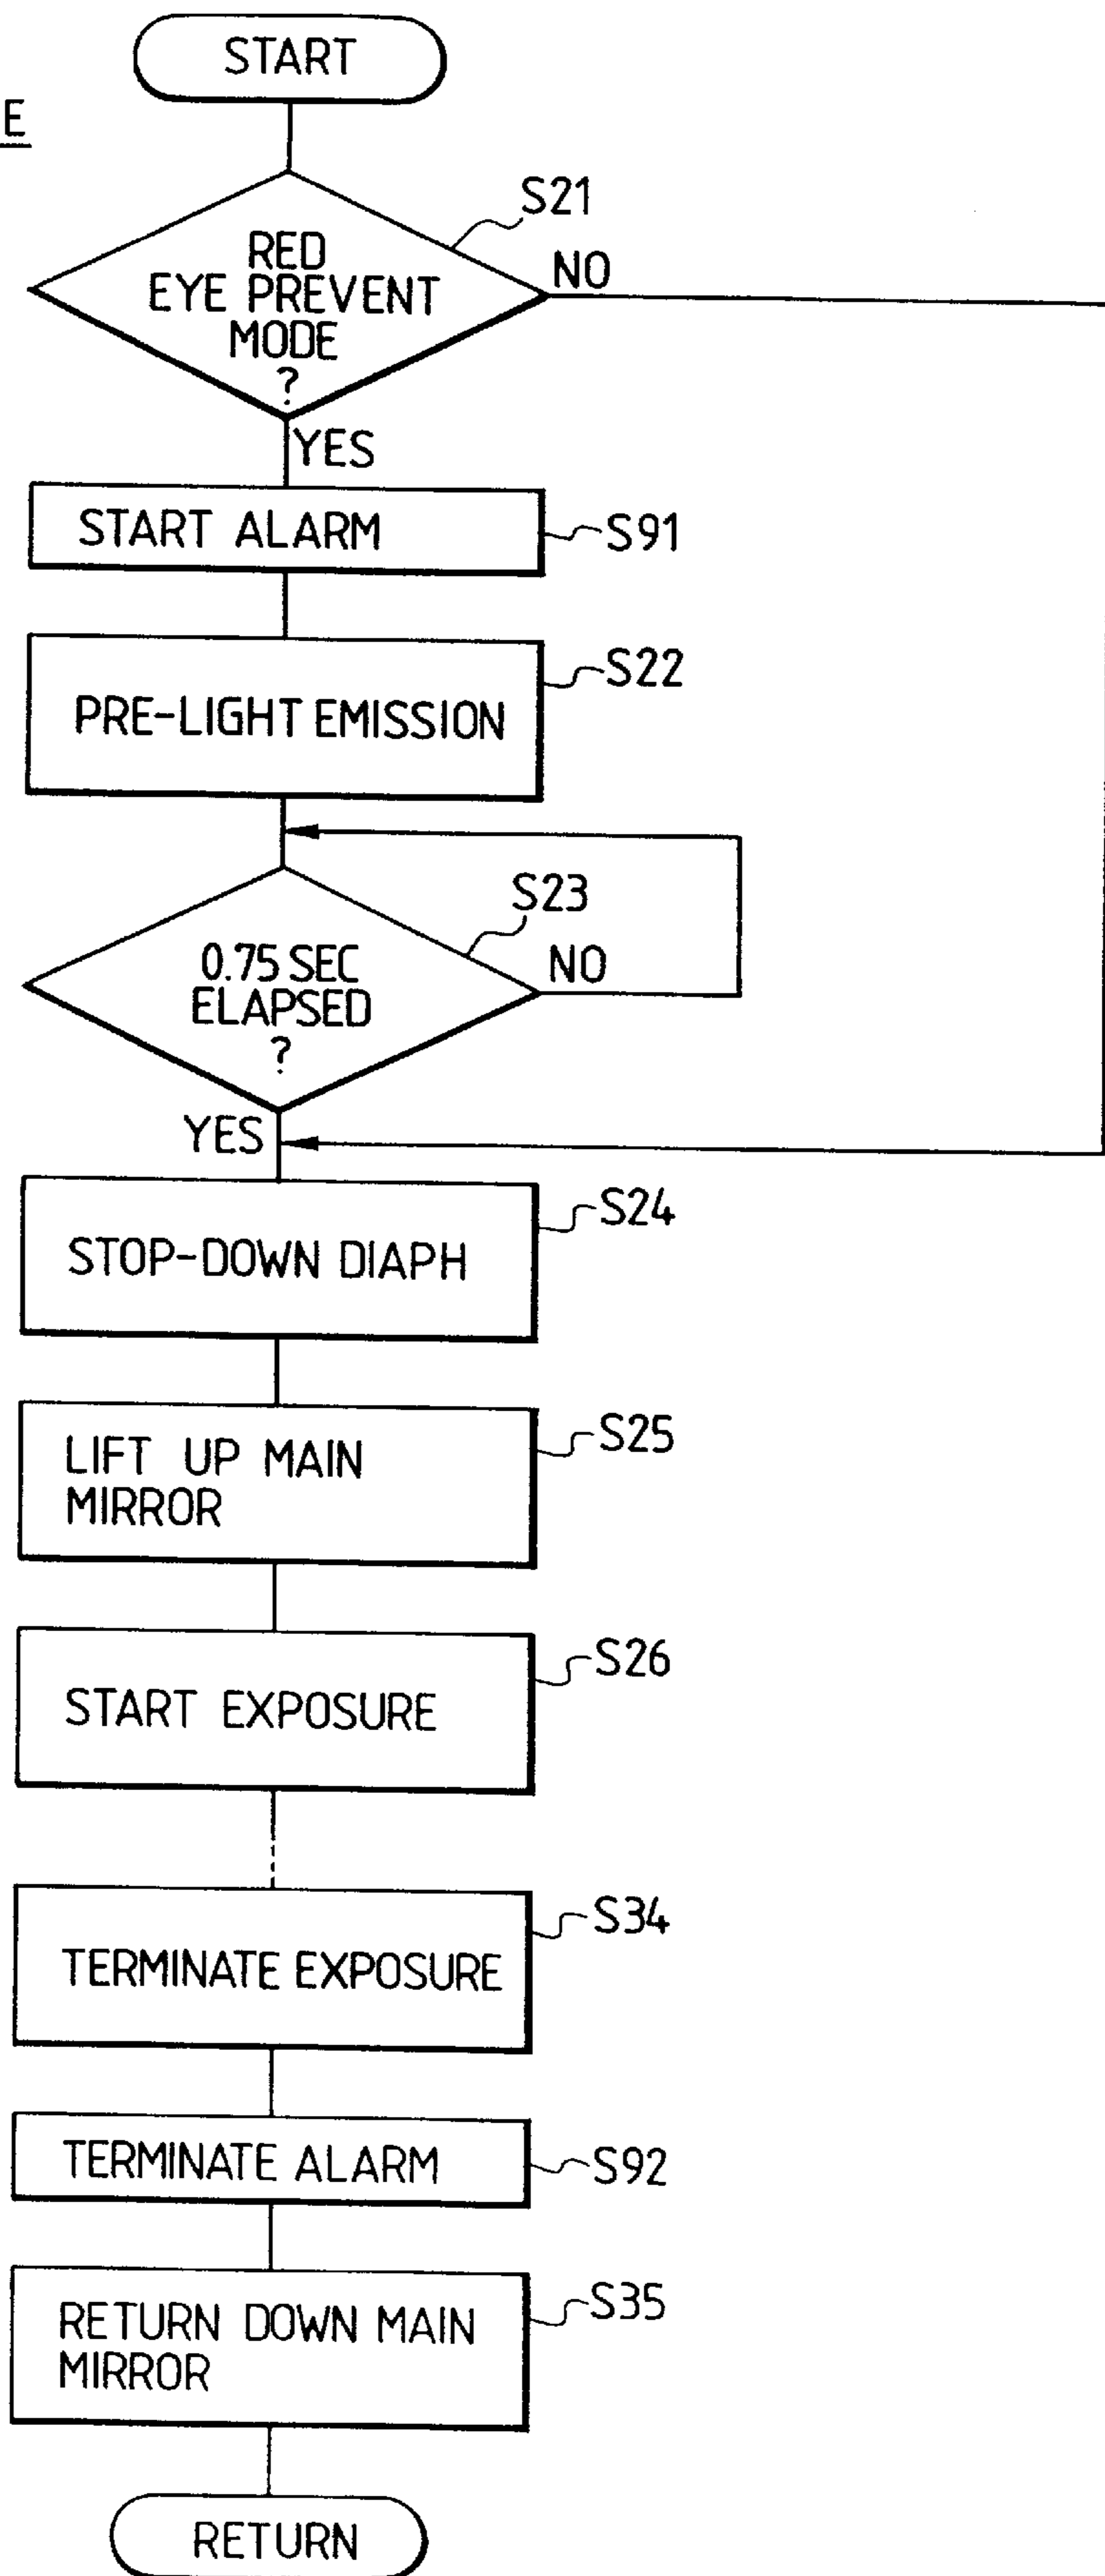 START
E
S21
RED
EYE PREVENT
MODE
?
NO
YES
START ALARM
S91
S22
PRE-LIGHT EMISSION
S23
0.75 SEC
ELAPSED
?
NO
YES
S24
STOP-DOWN DIAPH
S25
LIFT UP MAIN
MIRROR
S26
START EXPOSURE
S34
TERMINATE EXPOSURE
TERMINATE ALARM
S92
S35
RETURN DOWN MAIN
MIRROR
RETURN